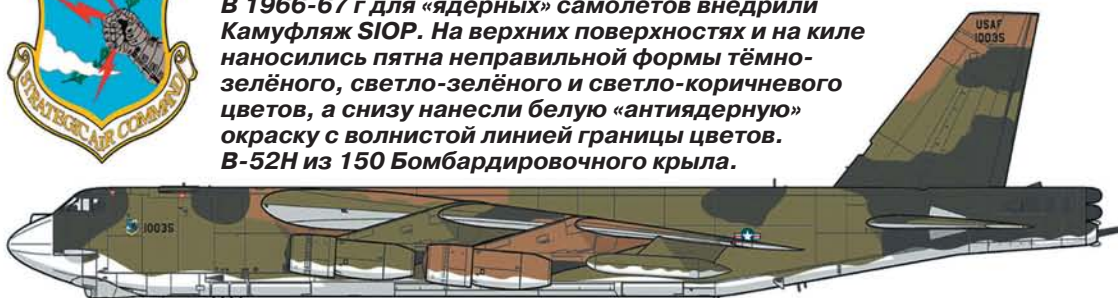 В 1966-67 г для «ядерных» самолётов внедрили
Камуфляж SIOP. На верхних поверхностях и на киле
наносились пятна неправильной формы тёмно-
зелёного, светло-зелёного и светло-коричневого
цветов, а снизу нанесли белую «антиядерную»
окраску с волнистой линией границы цветов.
B-52H из 150 Бомбардировочного крыла.
STRATEGIC AIR COMMAND
USAF
10035
10035